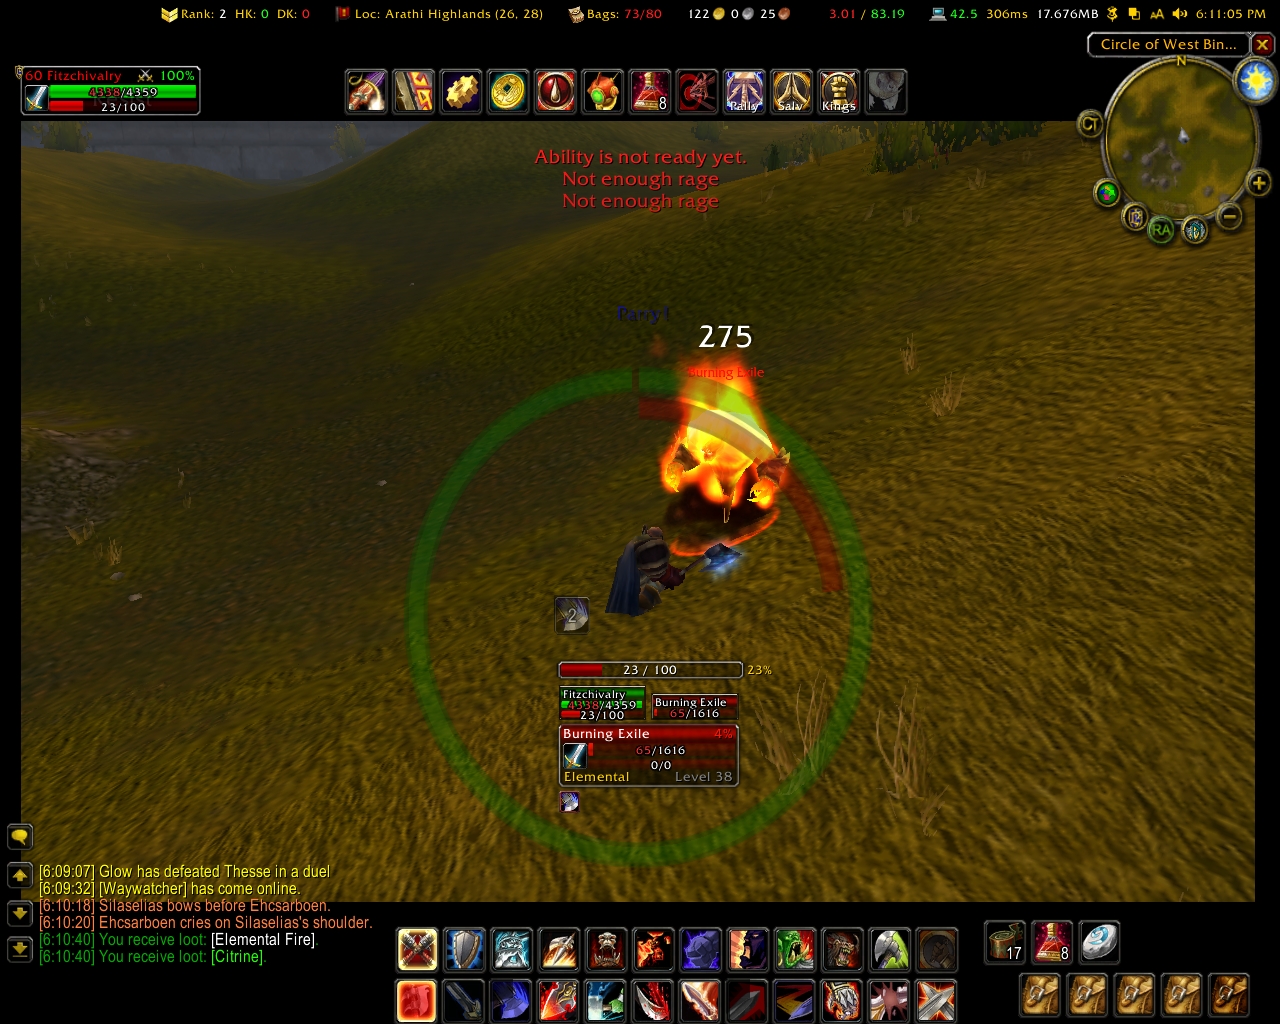 Rank: 2 HK: 0 DK: 0 Loc: Arathi Highlands (26, 28) Bags: 73/80 122 0 25 3.01 / 83.19 42.5 306ms 17.676MB AA 6:11:05 PM
Circle of West Bin...
N
60 Fitzchivalry 100%
4338/4359
23/100
8
Rally
Salv
Kings
CT
RA
Ability is not ready yet.
Not enough rage
Not enough rage
Parry!
275
Burning Exile
2
23 / 100 23%
Fitzchivalry
4338/4359
23/100
Burning Exile
65/1616
Burning Exile 4%
65/1616
0/0
Elemental Level 38
[6:09:07] Glow has defeated Thesse in a duel
[6:09:32] [Waywatcher] has come online.
[6:10:18] Silaselias bows before Ehcsarboen.
[6:10:20] Ehcsarboen cries on Silaselias's shoulder.
[6:10:40] You receive loot: [Elemental Fire].
[6:10:40] You receive loot: [Citrine].
17
8